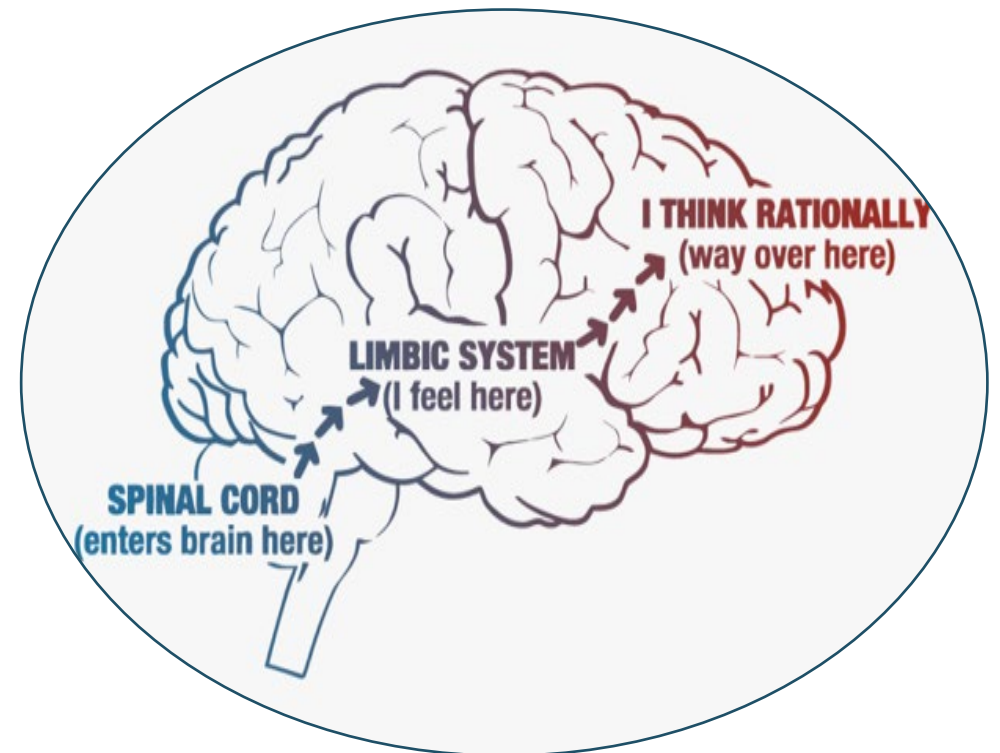 I THINK RATIONALLY
(way over here)
LIMBIC SYSTEM
(I feel here)
SPINAL CORD
(enters brain here)